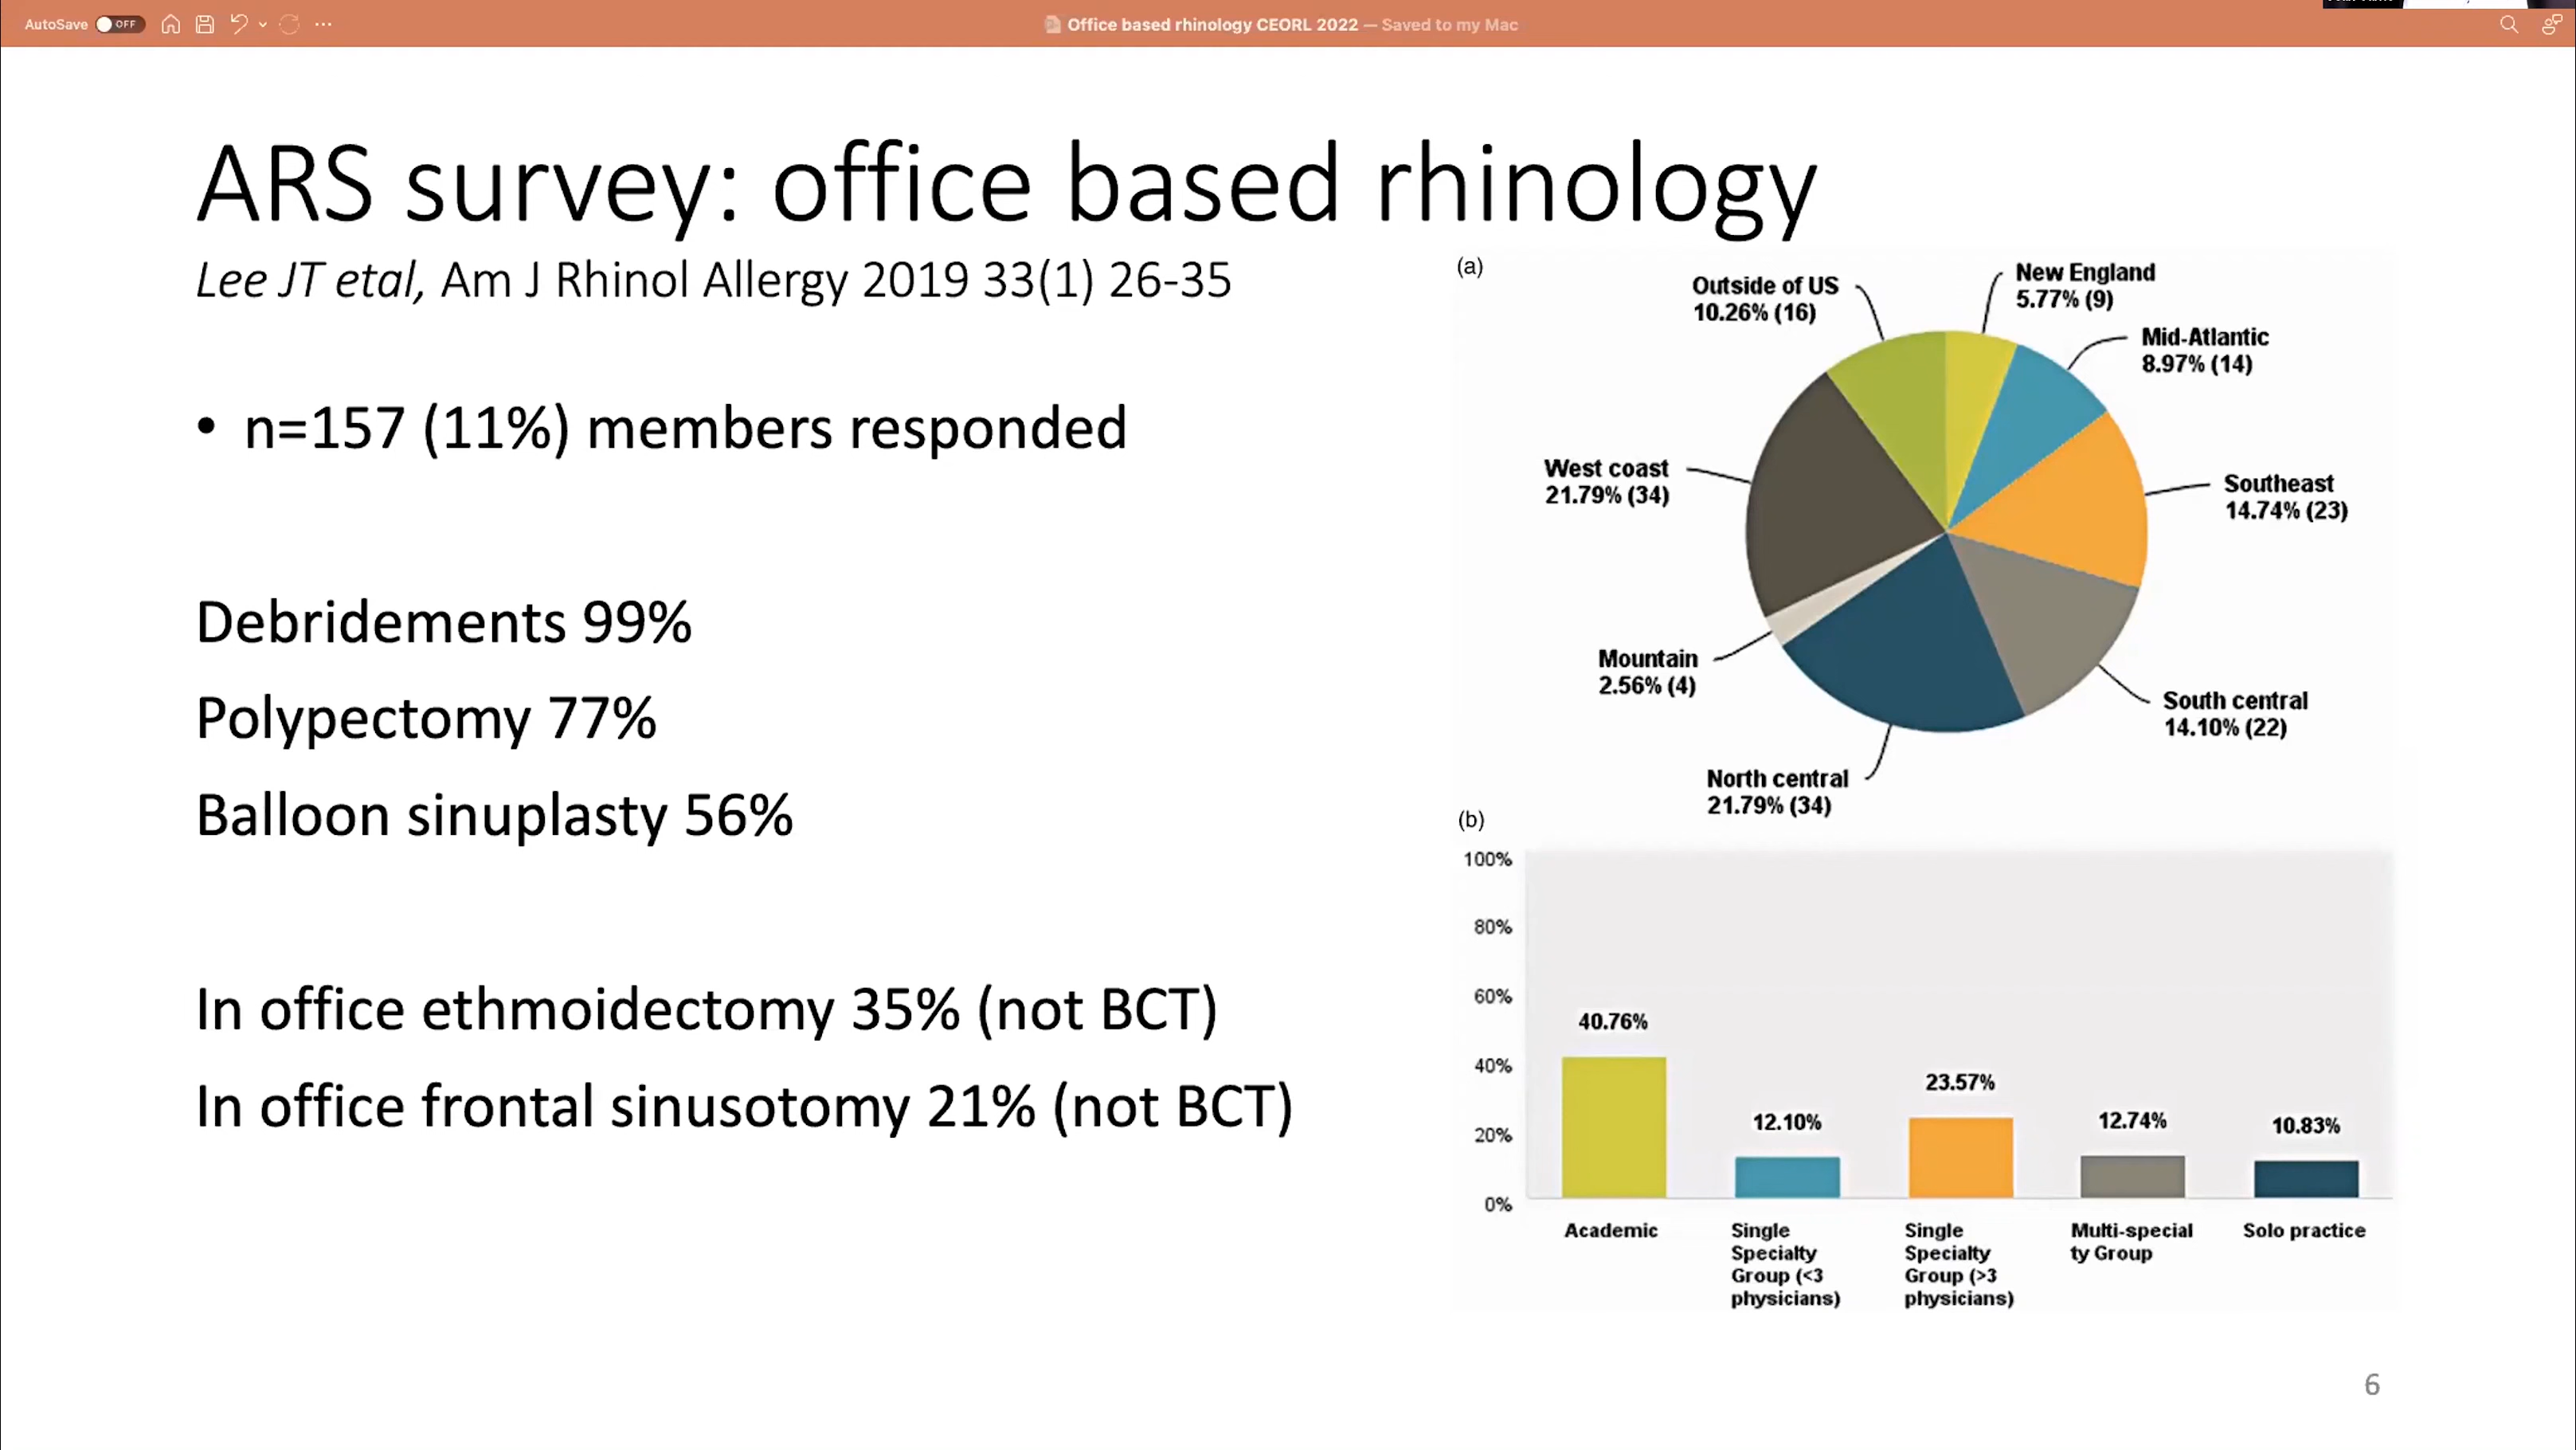 AutoSave OFF
Office based rhinology CEORL 2022 — Saved to my Mac
ARS survey: office based rhinology
Lee JT etal, Am J Rhinol Allergy 2019 33(1) 26-35
• n=157 (11%) members responded
Debridements 99%
Polypectomy 77%
Balloon sinuplasty 56%
In office ethmoidectomy 35% (not BCT)
In office frontal sinusotomy 21% (not BCT)
(a)
Outside of US
10.26% (16)
New England
5.77% (9)
Mid-Atlantic
8.97% (14)
West coast
21.79% (34)
Southeast
14.74% (23)
Mountain
2.56% (4)
South central
14.10% (22)
North central
21.79% (34)
(b)
100%
80%
60%
40%
20%
0%
40.76%
12.10%
23.57%
12.74%
10.83%
Academic
Single
Specialty
Group (<3
physicians)
Single
Specialty
Group (>3
physicians)
Multi-special
ty Group
Solo practice
6